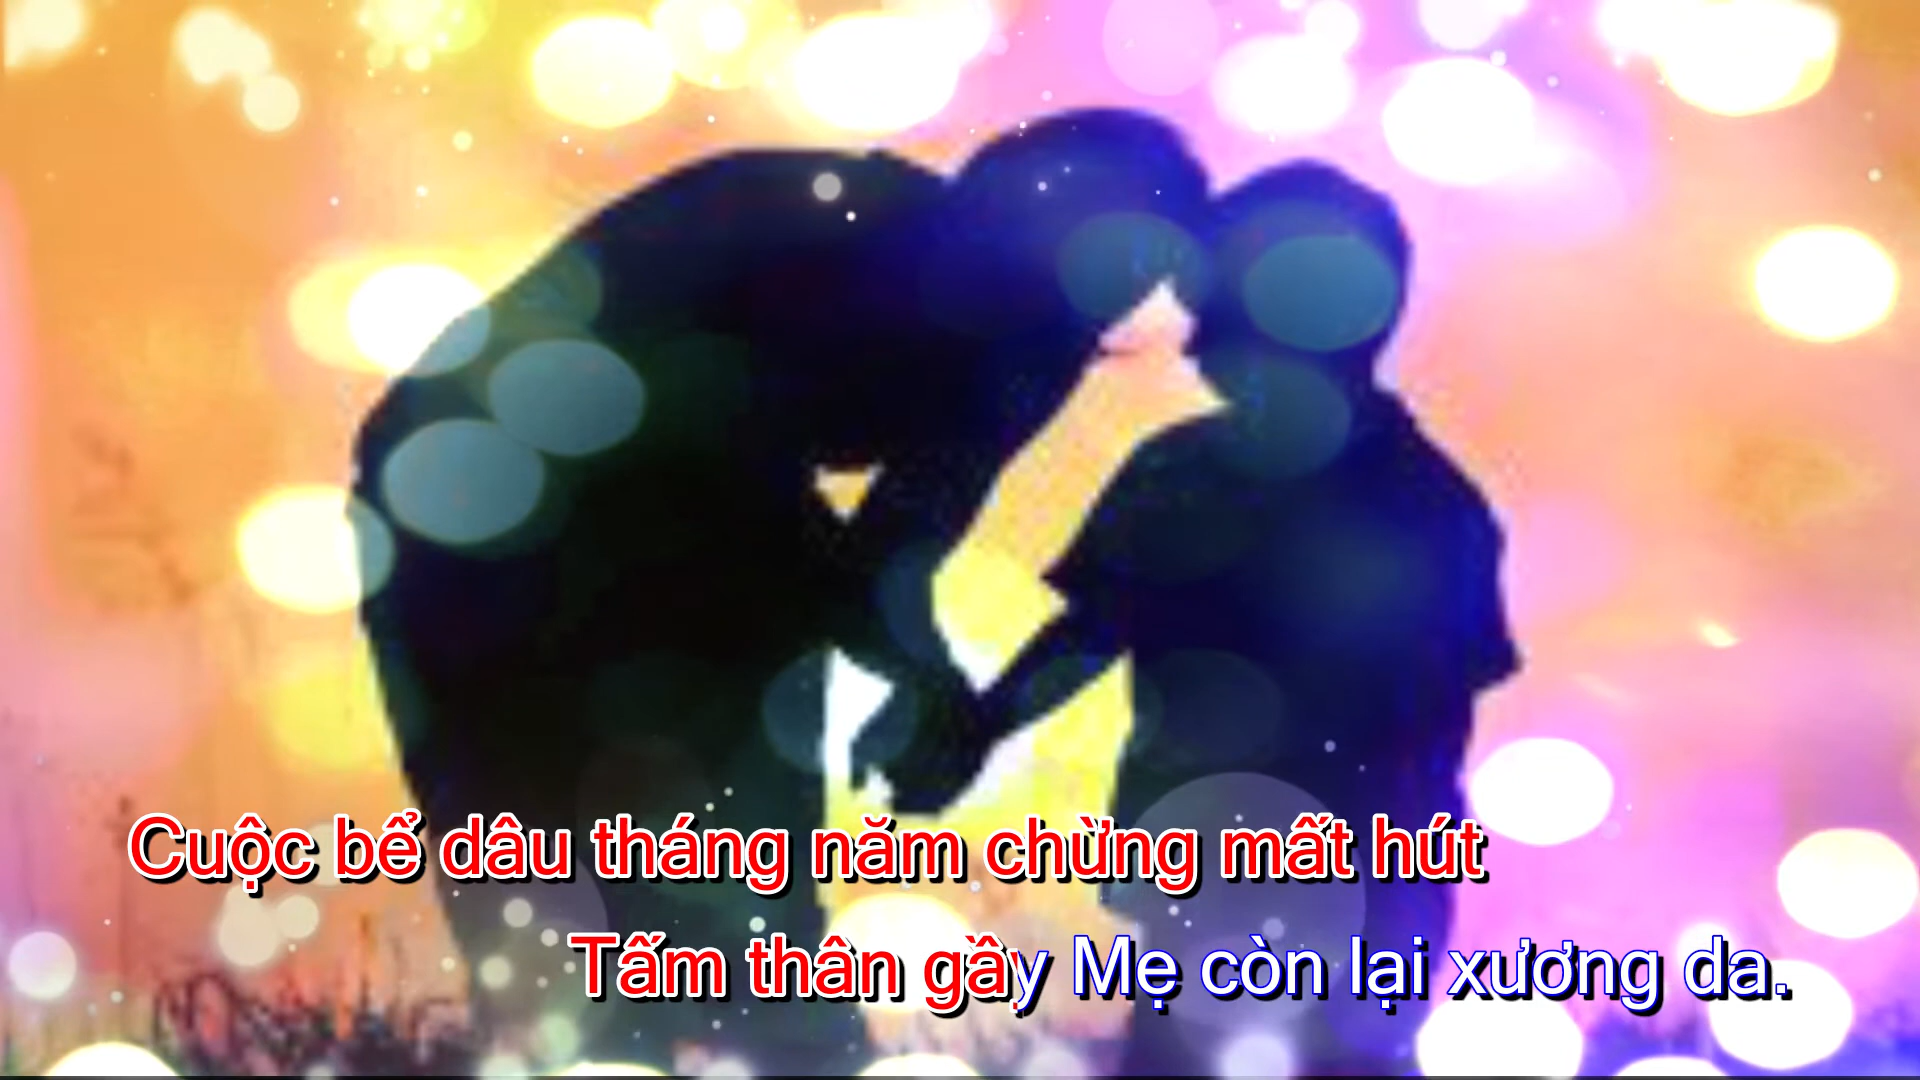 Cuộc bể dâu tháng năm chừng mất hút
Tấm thân gầy Mẹ còn lại xương da.